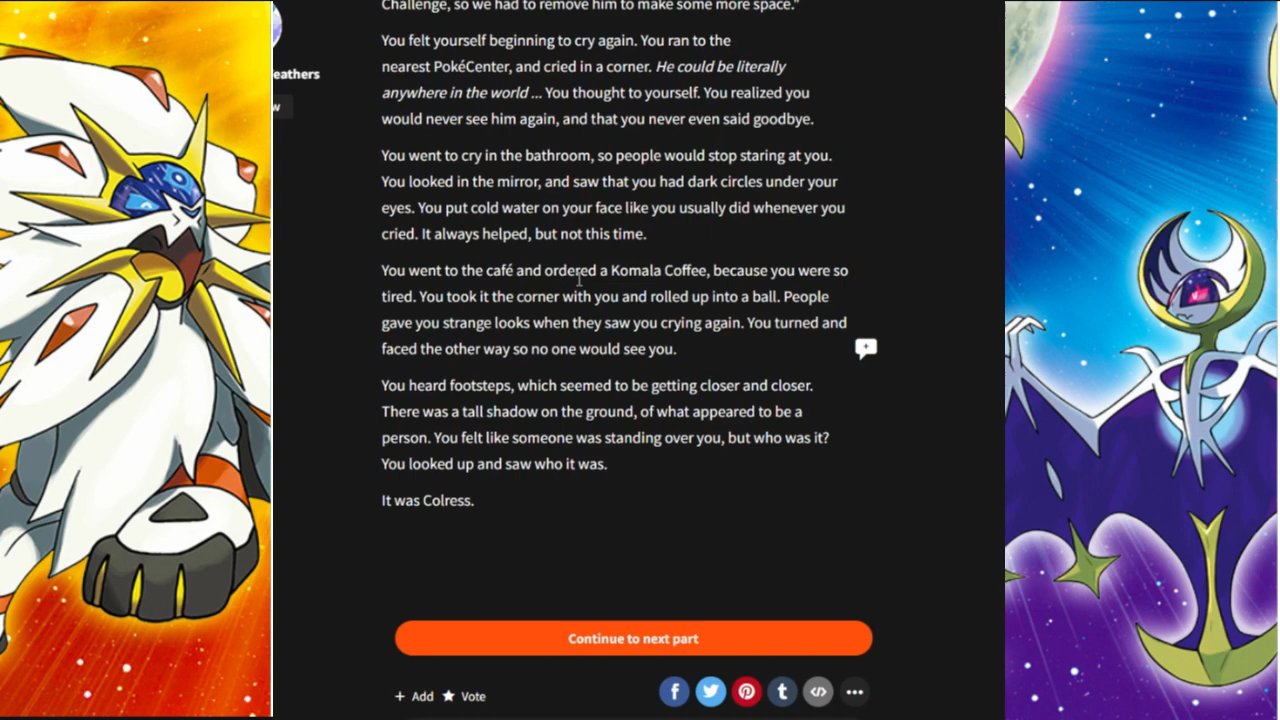 Challenge, so we had to remove him to make some more space."
eathers
w
You felt yourself beginning to cry again. You ran to the
nearest PokéCenter, and cried in a corner. He could be literally
anywhere in the world ... You thought to yourself. You realized you
would never see him again, and that you never even said goodbye.
You went to cry in the bathroom, so people would stop staring at you.
You looked in the mirror, and saw that you had dark circles under your
eyes. You put cold water on your face like you usually did whenever you
cried. It always helped, but not this time.
You went to the café and ordered a Komala Coffee, because you were so
tired. You took it the corner with you and rolled up into a ball. People
gave you strange looks when they saw you crying again. You turned and
faced the other way so no one would see you.
You heard footsteps, which seemed to be getting closer and closer.
There was a tall shadow on the ground, of what appeared to be a
person. You felt like someone was standing over you, but who was it?
You looked up and saw who it was.
It was Colress.
Continue to next part
+ Add ★ Vote